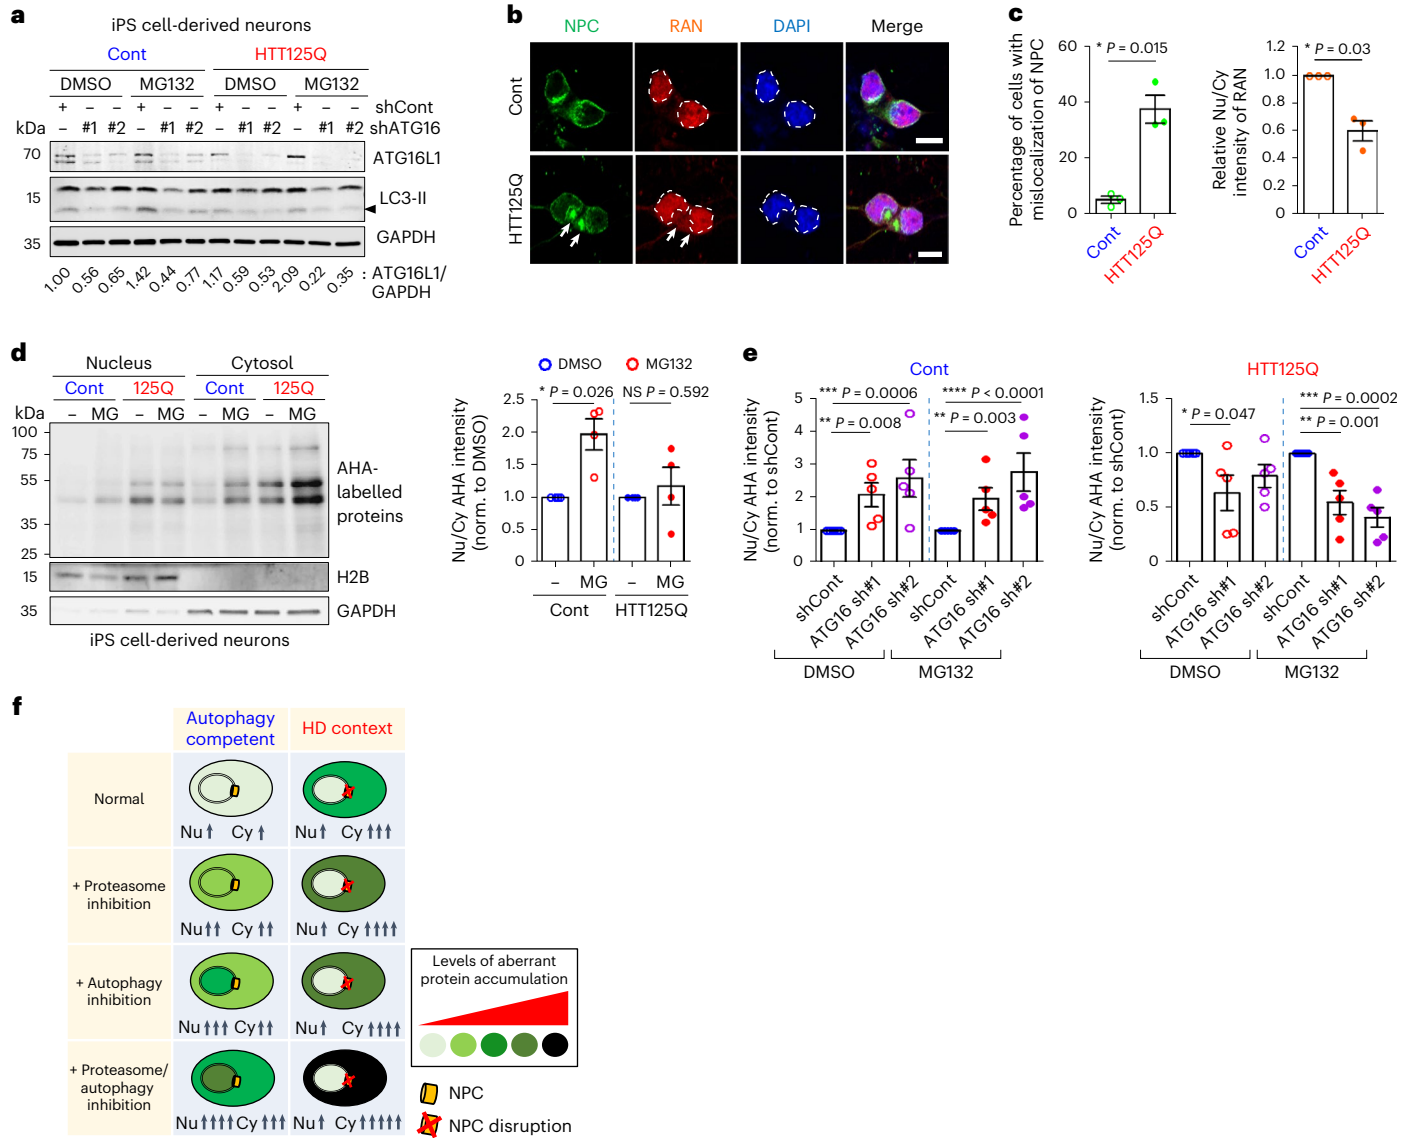 a
iPS cell-derived neurons
Cont HTT125Q
DMSO MG132 DMSO MG132
+ – – + – – + – – + – – shCont
kDa – #1 #2 – #1 #2 – #1 #2 – #1 #2 shATG16
70 ATG16L1
15 LC3-II
35 GAPDH
1.00 0.56 0.65 1.42 0.44 0.77 1.17 0.59 0.53 2.09 0.22 0.35 : ATG16L1/
GAPDH
b
NPC RAN DAPI Merge
Cont
HTT125Q
c
Percentage of cells with
mislocalization of NPC
60
40
20
0
* P = 0.015
Cont
HTT125Q
Relative Nu/Cy
intensity of RAN
1.2
1.0
0.8
0.6
0.4
0.2
0
* P = 0.03
Cont
HTT125Q
d
Nucleus Cytosol
Cont 125Q Cont 125Q
kDa – MG – MG – MG – MG
100
75
55
35
25
AHA-
labelled
proteins
15 H2B
35 GAPDH
iPS cell-derived neurons
DMSO MG132
* P = 0.026 NS P = 0.592
Nu/Cy AHA intensity
(norm. to DMSO)
2.5
2.0
1.5
1.0
0.5
0
– MG – MG
Cont HTT125Q
e
Cont
Nu/Cy AHA intensity
(norm. to shCont)
5
4
3
2
1
0
*** P = 0.0006
** P = 0.008
**** P < 0.0001
** P = 0.003
shCont ATG16 sh#1 ATG16 sh#2 shCont ATG16 sh#1 ATG16 sh#2
DMSO MG132
HTT125Q
Nu/Cy AHA intensity
(norm. to shCont)
1.5
1.0
0.5
0
* P = 0.047
*** P = 0.0002
** P = 0.001
shCont ATG16 sh#1 ATG16 sh#2 shCont ATG16 sh#1 ATG16 sh#2
DMSO MG132
f
Autophagy
competent
HD context
Normal
Nu↑ Cy↑ Nu↑ Cy↑↑↑
+ Proteasome
inhibition
Nu↑↑ Cy↑↑ Nu↑ Cy↑↑↑↑
+ Autophagy
inhibition
Nu↑↑↑ Cy↑↑ Nu↑ Cy↑↑↑↑
+ Proteasome/
autophagy
inhibition
Nu↑↑↑↑ Cy↑↑↑ Nu↑ Cy↑↑↑↑↑
Levels of aberrant
protein accumulation
NPC
NPC disruption